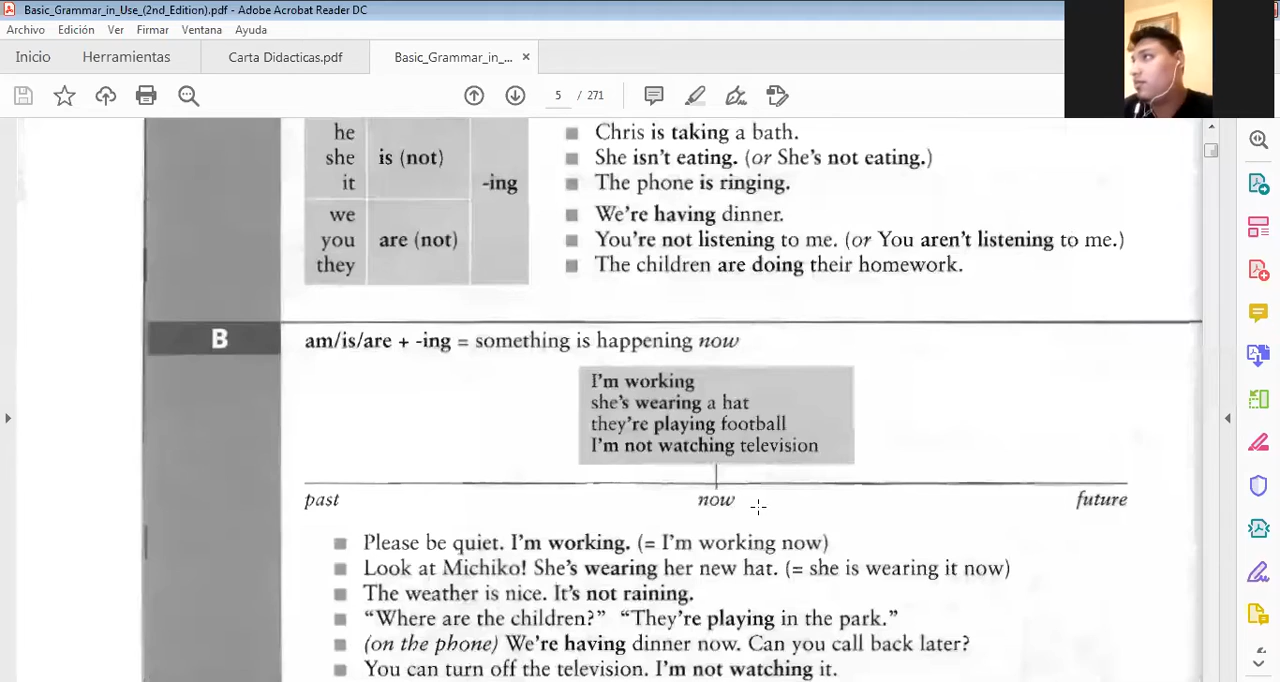 Basic_Grammar_in_Use_(2nd_Edition).pdf - Adobe Acrobat Reader DC
Archivo Edición Ver Firmar Ventana Ayuda
Inicio Herramientas Carta Didacticas.pdf Basic_Grammar_in_... ×
5 / 271
he
she is (not)
it -ing
we
you are (not)
they
Chris is taking a bath.
She isn't eating. (or She's not eating.)
The phone is ringing.
We're having dinner.
You're not listening to me. (or You aren't listening to me.)
The children are doing their homework.
B
am/is/are + -ing = something is happening now
I'm working
she's wearing a hat
they're playing football
I'm not watching television
past now future
Please be quiet. I'm working. (= I'm working now)
Look at Michiko! She's wearing her new hat. (= she is wearing it now)
The weather is nice. It's not raining.
“Where are the children?” “They're playing in the park.”
(on the phone) We're having dinner now. Can you call back later?
You can turn off the television. I'm not watching it.